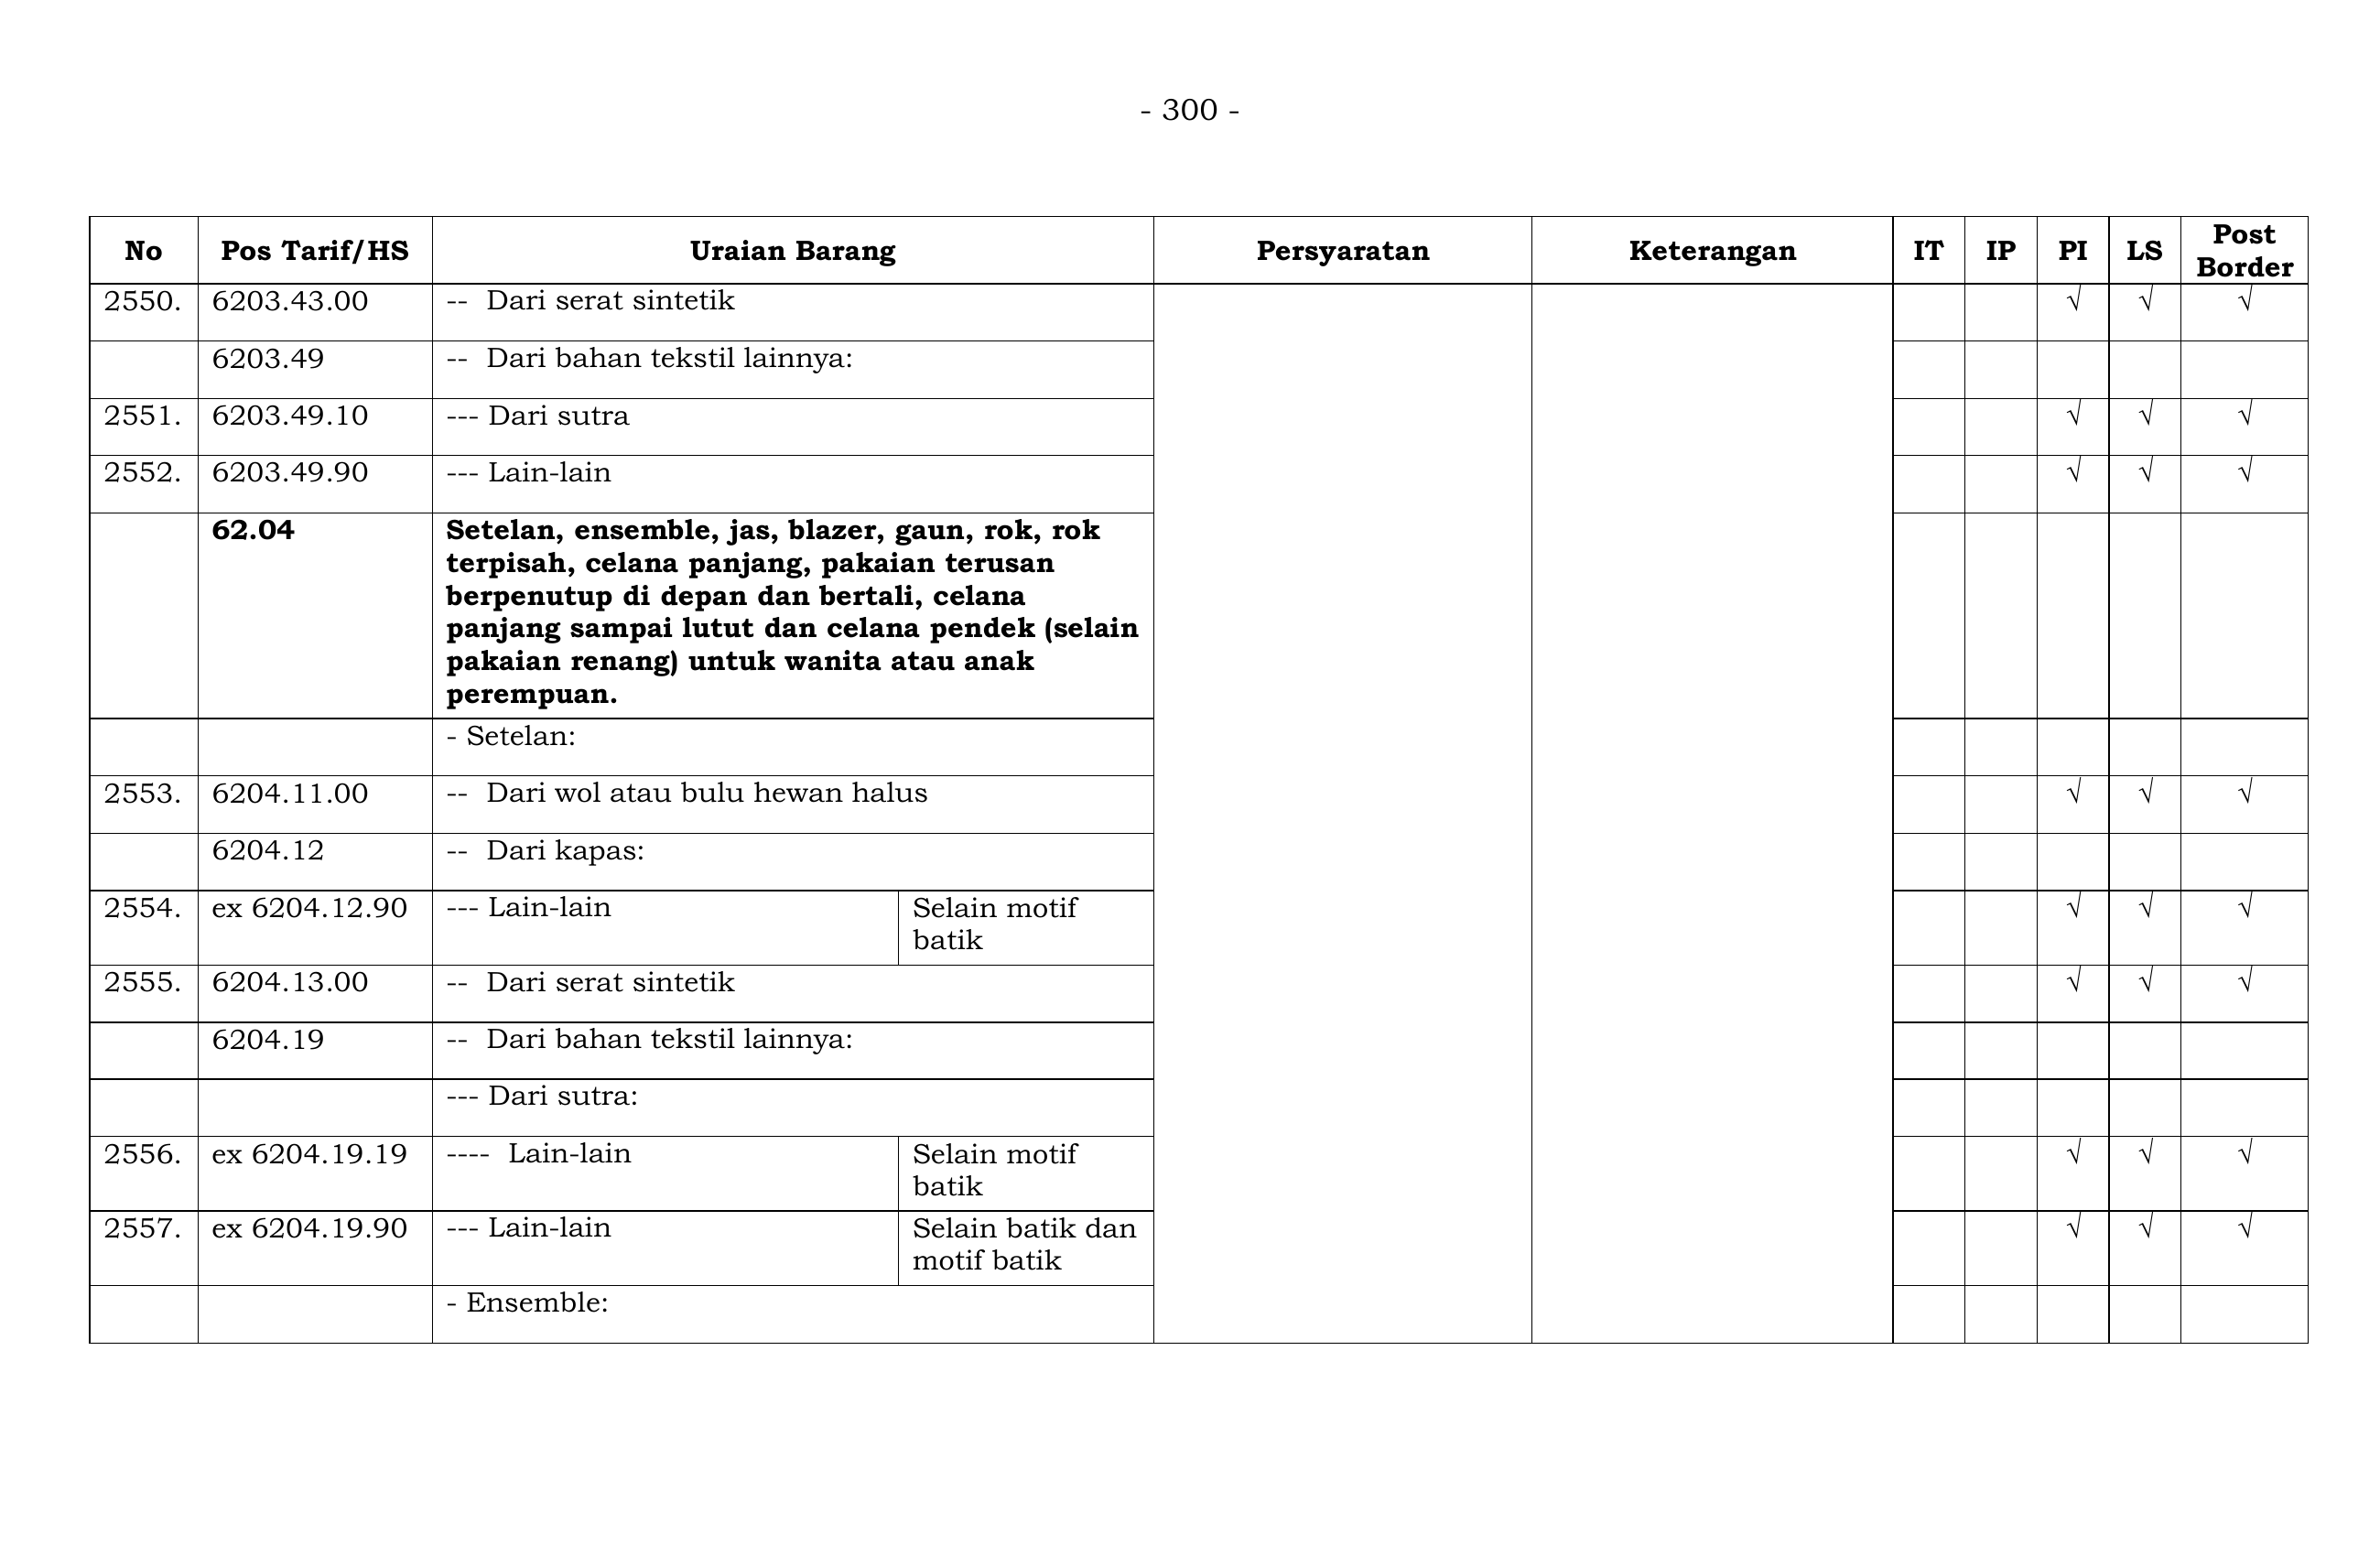 - 300 -
No Pos Tarif/HS Uraian Barang Persyaratan Keterangan IT IP PI LS Post Border
2550. 6203.43.00 -- Dari serat sintetik √ √ √
6203.49 -- Dari bahan tekstil lainnya:
2551. 6203.49.10 --- Dari sutra √ √ √
2552. 6203.49.90 --- Lain-lain √ √ √
62.04 Setelan, ensemble, jas, blazer, gaun, rok, rok
terpisah, celana panjang, pakaian terusan
berpenutup di depan dan bertali, celana
panjang sampai lutut dan celana pendek (selain
pakaian renang) untuk wanita atau anak
perempuan.
- Setelan:
2553. 6204.11.00 -- Dari wol atau bulu hewan halus √ √ √
6204.12 -- Dari kapas:
2554. ex 6204.12.90 --- Lain-lain Selain motif √ √ √
batik
2555. 6204.13.00 -- Dari serat sintetik √ √ √
6204.19 -- Dari bahan tekstil lainnya:
--- Dari sutra:
2556. ex 6204.19.19 ---- Lain-lain Selain motif √ √ √
batik
2557. ex 6204.19.90 --- Lain-lain Selain batik dan √ √ √
motif batik
- Ensemble: